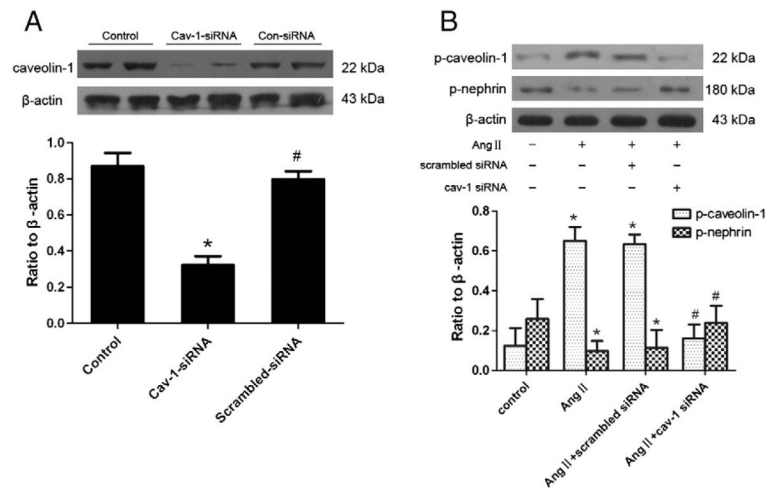 A
Control Cav-1-siRNA Con-siRNA
caveolin-1 22 kDa
β-actin 43 kDa
Ratio to β -actin
1.0
0.8
0.6
0.4
0.2
0.0
*
#
Control
Cav-1-siRNA
Scrambled-siRNA
B
p-caveolin-1 22 kDa
p-nephrin 180 kDa
β-actin 43 kDa
Ang Ⅱ − + + +
scrambled siRNA − − + −
cav-1 siRNA − − − +
p-caveolin-1
p-nephrin
Ratio to β -actin
0.8
0.6
0.4
0.2
0.0
* * * * # #
control
Ang Ⅱ
Ang Ⅱ +scrambled siRNA
Ang Ⅱ +cav-1 siRNA